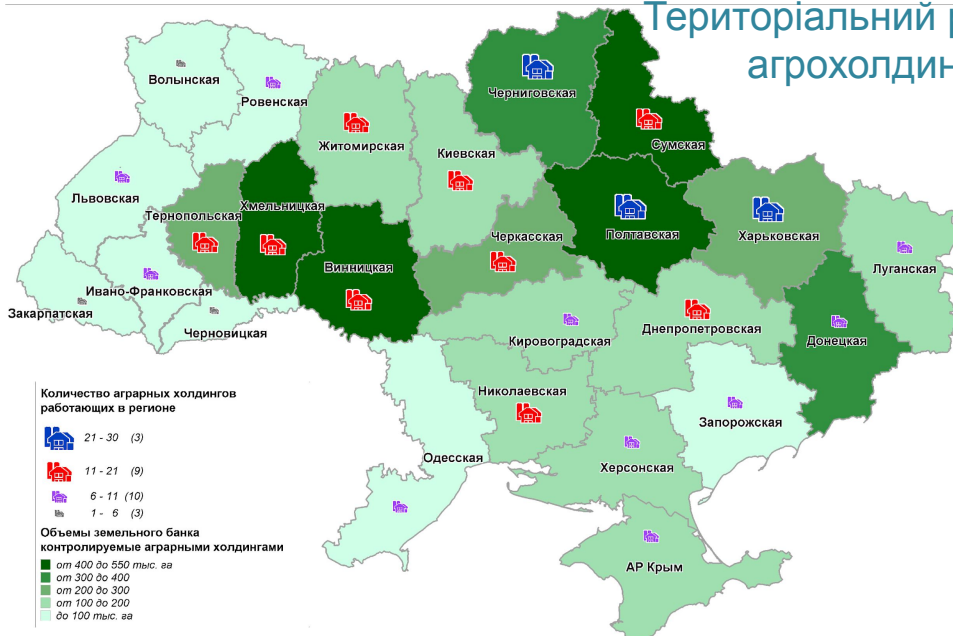 Територіальний р
агрохолдин
Волынская
Ровенская
Черниговская
Сумская
Житомирская
Киевская
Львовская
Тернопольская
Хмельницкая
Винницкая
Черкасская
Полтавская
Харьковская
Луганская
Ивано-Франковская
Закарпатская
Черновицкая
Кировоградская
Днепропетровская
Донецкая
Николаевская
Запорожская
Одесская
Херсонская
АР Крым
Количество аграрных холдингов
работающих в регионе
21 - 30 (3)
11 - 21 (9)
6 - 11 (10)
1 - 6 (3)
Объемы земельного банка
контролируемые аграрными холдингами
от 400 до 550 тыс. га
от 300 до 400
от 200 до 300
от 100 до 200
до 100 тыс. га